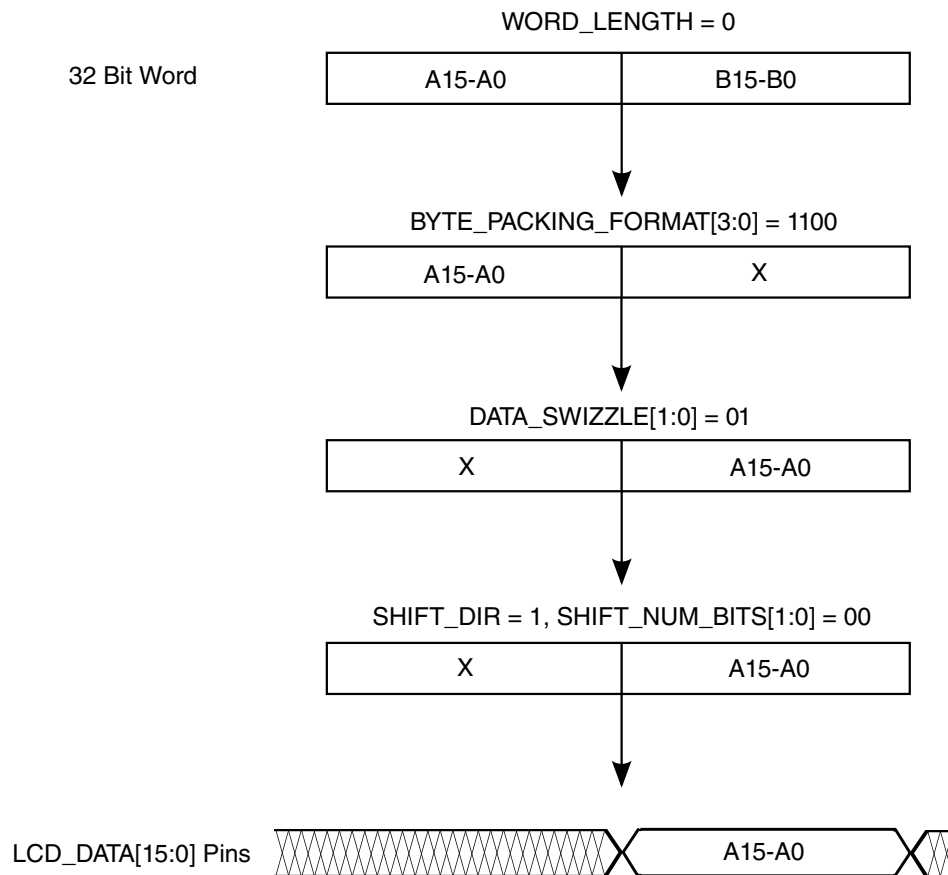 WORD_LENGTH = 0
32 Bit Word
A15-A0 B15-B0
BYTE_PACKING_FORMAT[3:0] = 1100
A15-A0 X
DATA_SWIZZLE[1:0] = 01
X A15-A0
SHIFT_DIR = 1, SHIFT_NUM_BITS[1:0] = 00
X A15-A0
LCD_DATA[15:0] Pins A15-A0